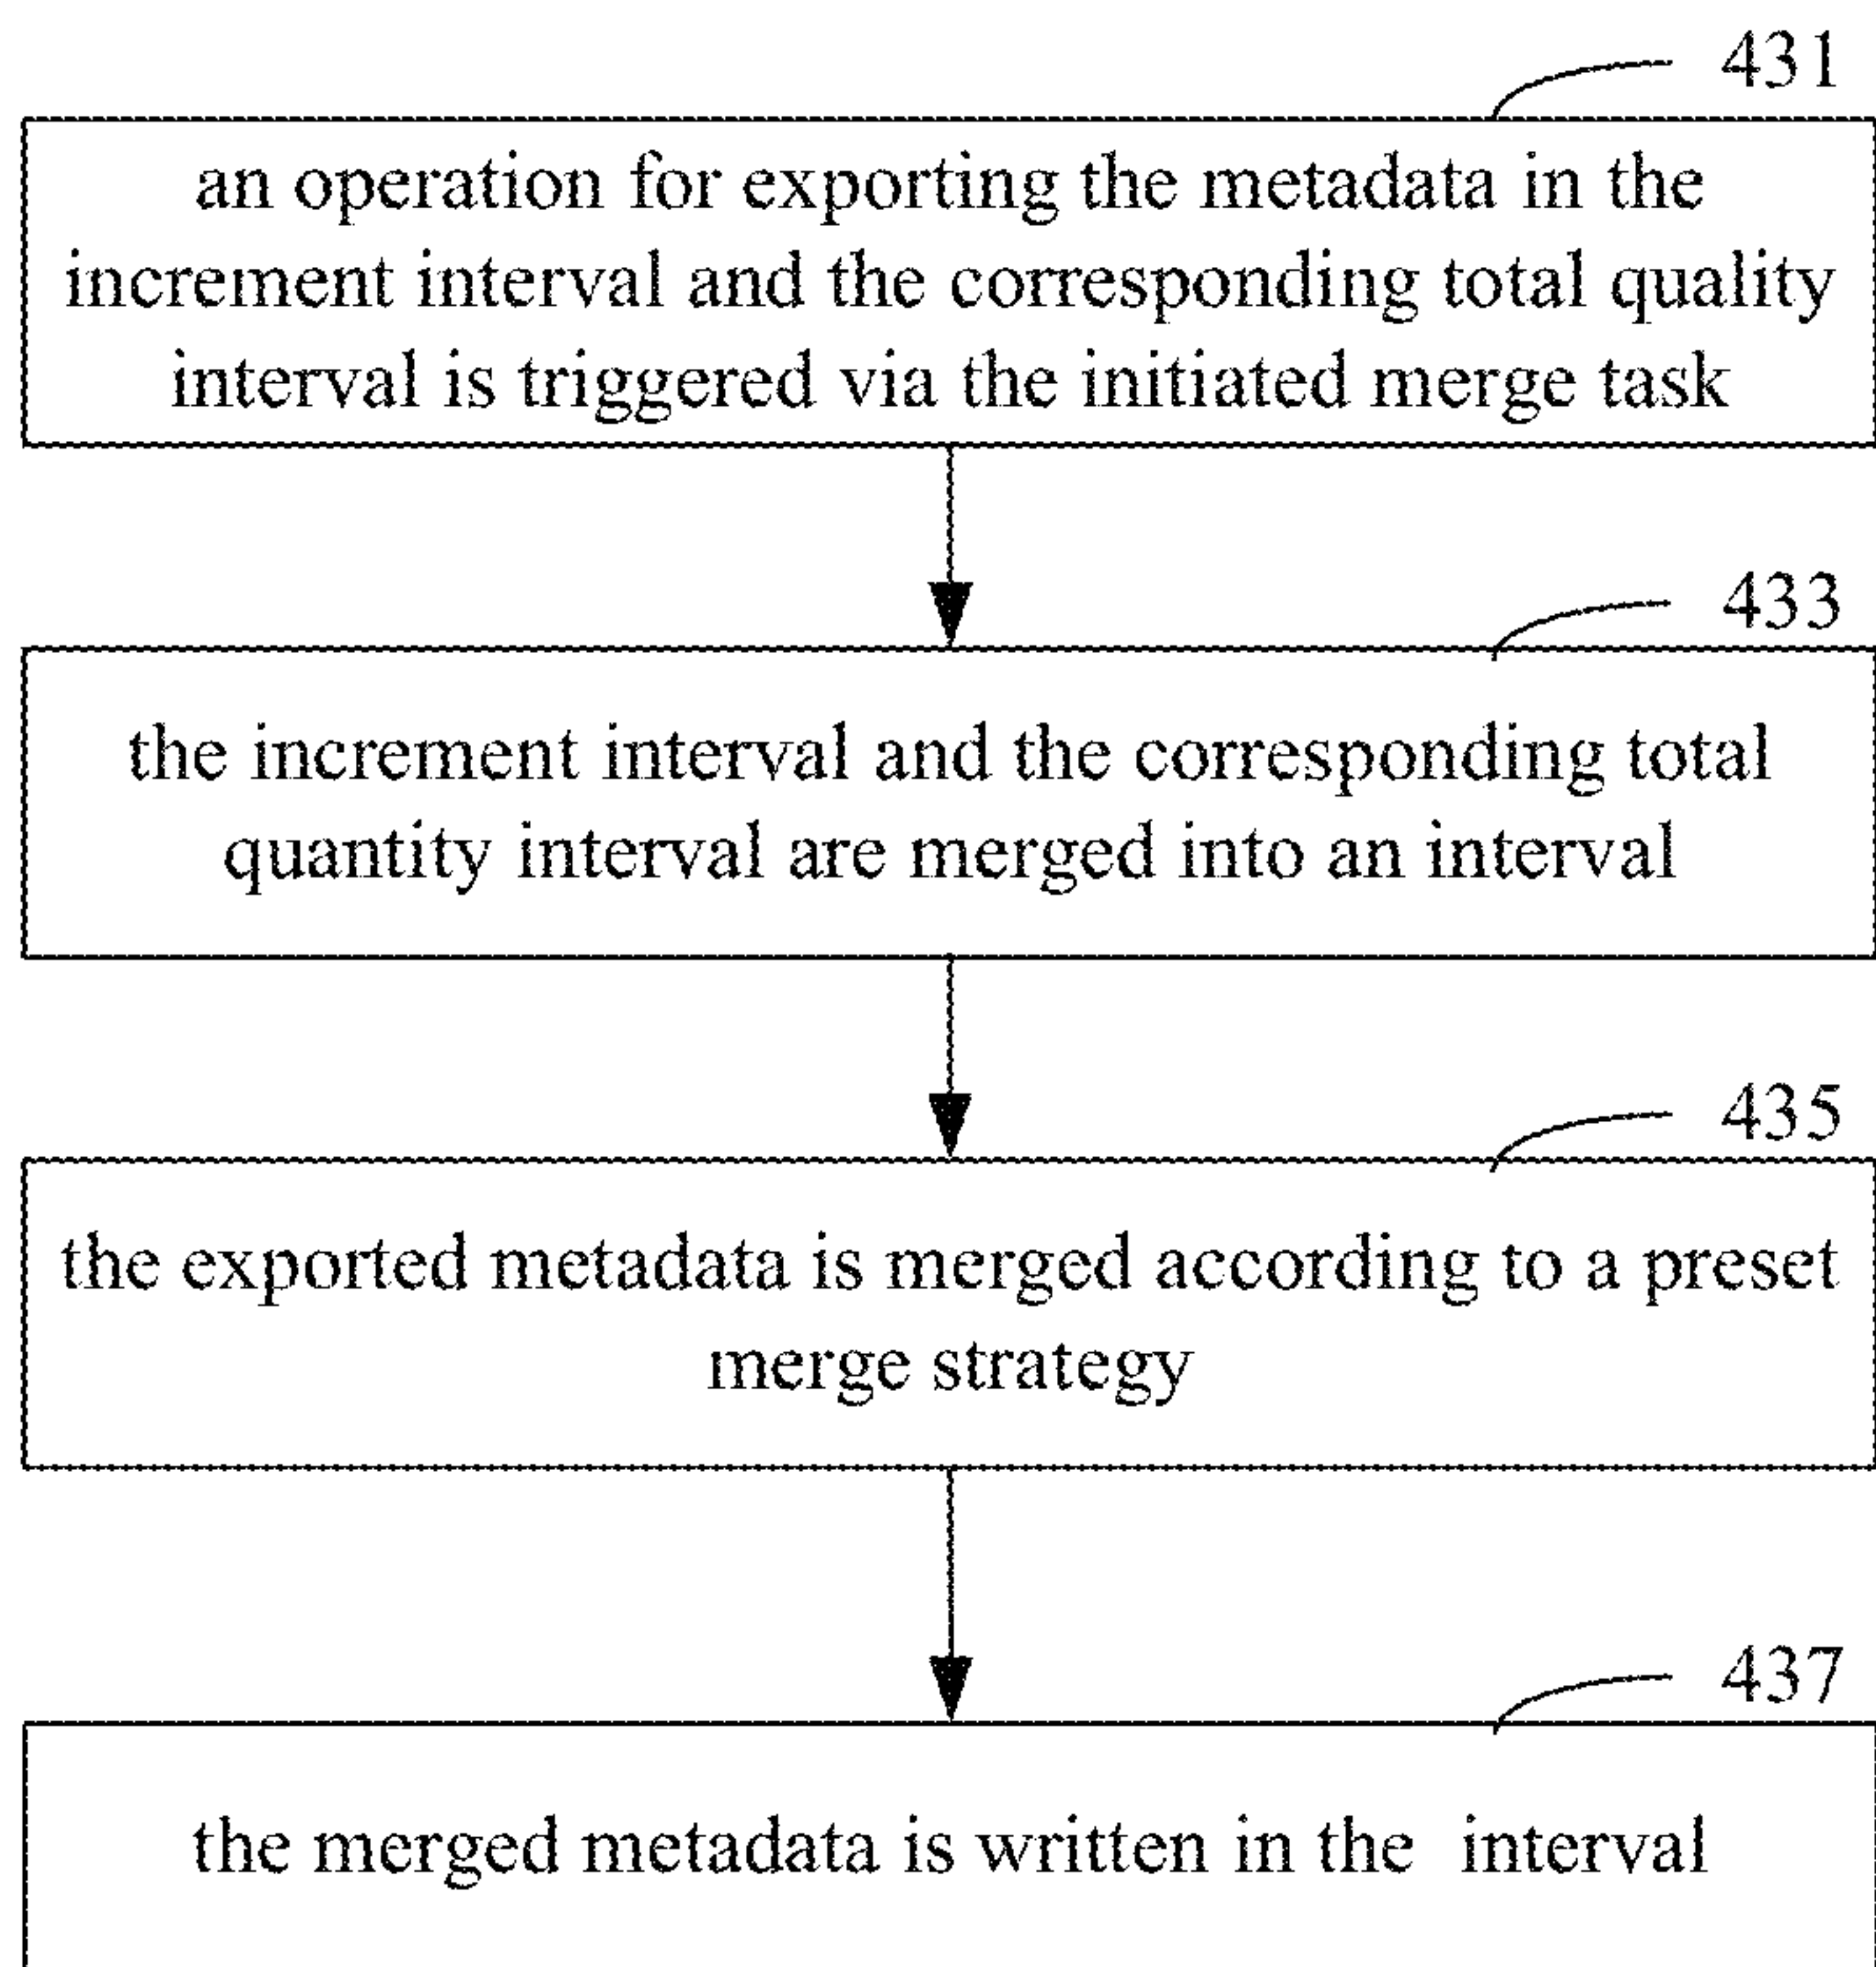 431
an operation for exporting the metadata in the
increment interval and the corresponding total quality
interval is triggered via the initiated merge task
433
the increment interval and the corresponding total
quantity interval are merged into an interval
435
the exported metadata is merged according to a preset
merge strategy
437
the merged metadata is written in the interval